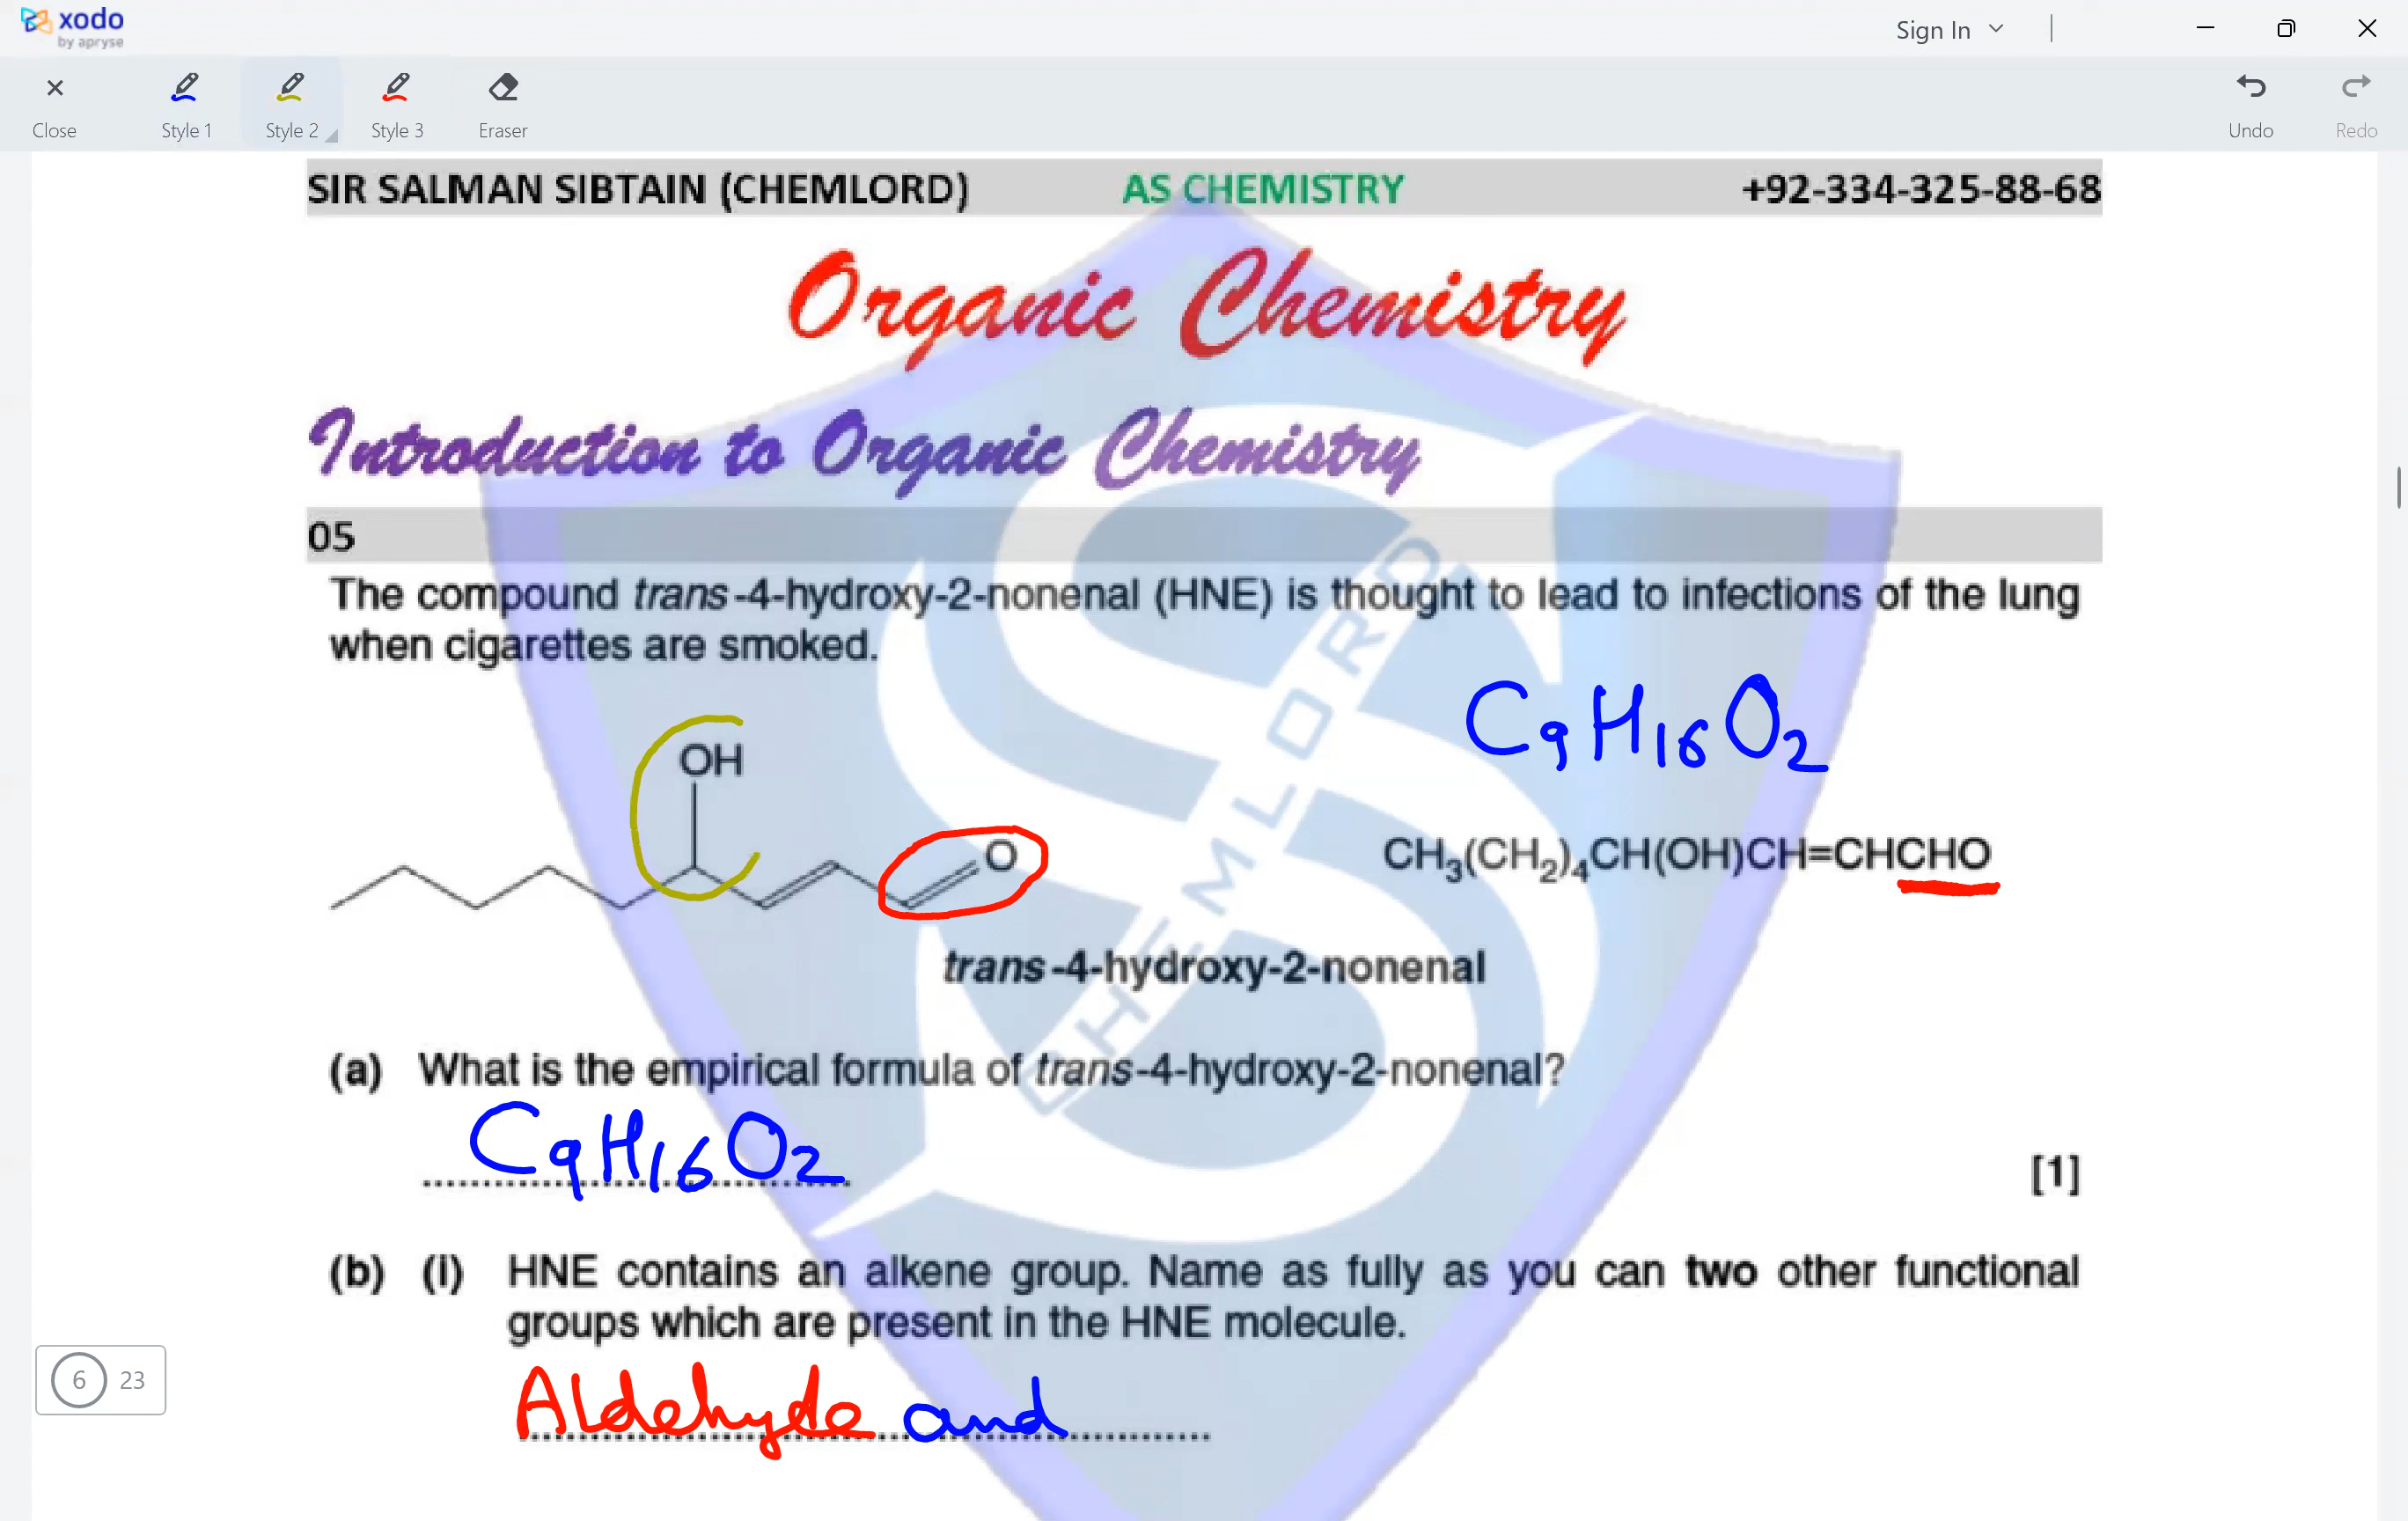 xodo
by apryse
Sign In
Close
Style 1
Style 2
Style 3
Eraser
Undo
Redo
SIR SALMAN SIBTAIN (CHEMLORD) AS CHEMISTRY +92-334-325-88-68
Organic Chemistry
Introduction to Organic Chemistry
05
The compound trans-4-hydroxy-2-nonenal (HNE) is thought to lead to infections of the lung
when cigarettes are smoked.
C₉H₁₆O₂
OH
O
CH₃(CH₂)₄CH(OH)CH=CHCHO
trans-4-hydroxy-2-nonenal
CHEMLORD
(a) What is the empirical formula of trans-4-hydroxy-2-nonenal?
C₉H₁₆O₂
[1]
(b) (i) HNE contains an alkene group. Name as fully as you can two other functional
groups which are present in the HNE molecule.
Aldehyde and
6 23